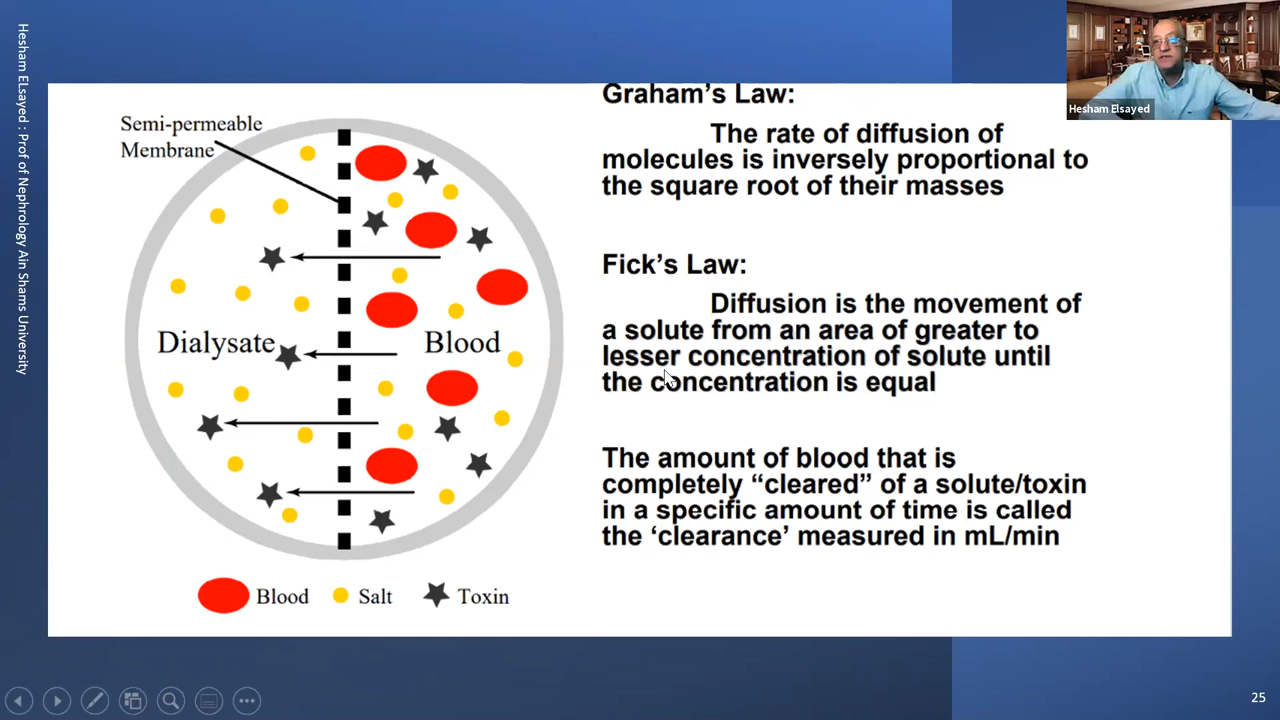 Hesham ELsayed : Prof of Nephrology Ain Shams University
Hesham Elsayed
Semi-permeable
Membrane
Dialysate
Blood
Blood
Salt
Toxin
Graham's Law:
The rate of diffusion of
molecules is inversely proportional to
the square root of their masses
Fick's Law:
Diffusion is the movement of
a solute from an area of greater to
lesser concentration of solute until
the concentration is equal
The amount of blood that is
completely “cleared” of a solute/toxin
in a specific amount of time is called
the ‘clearance’ measured in mL/min
25